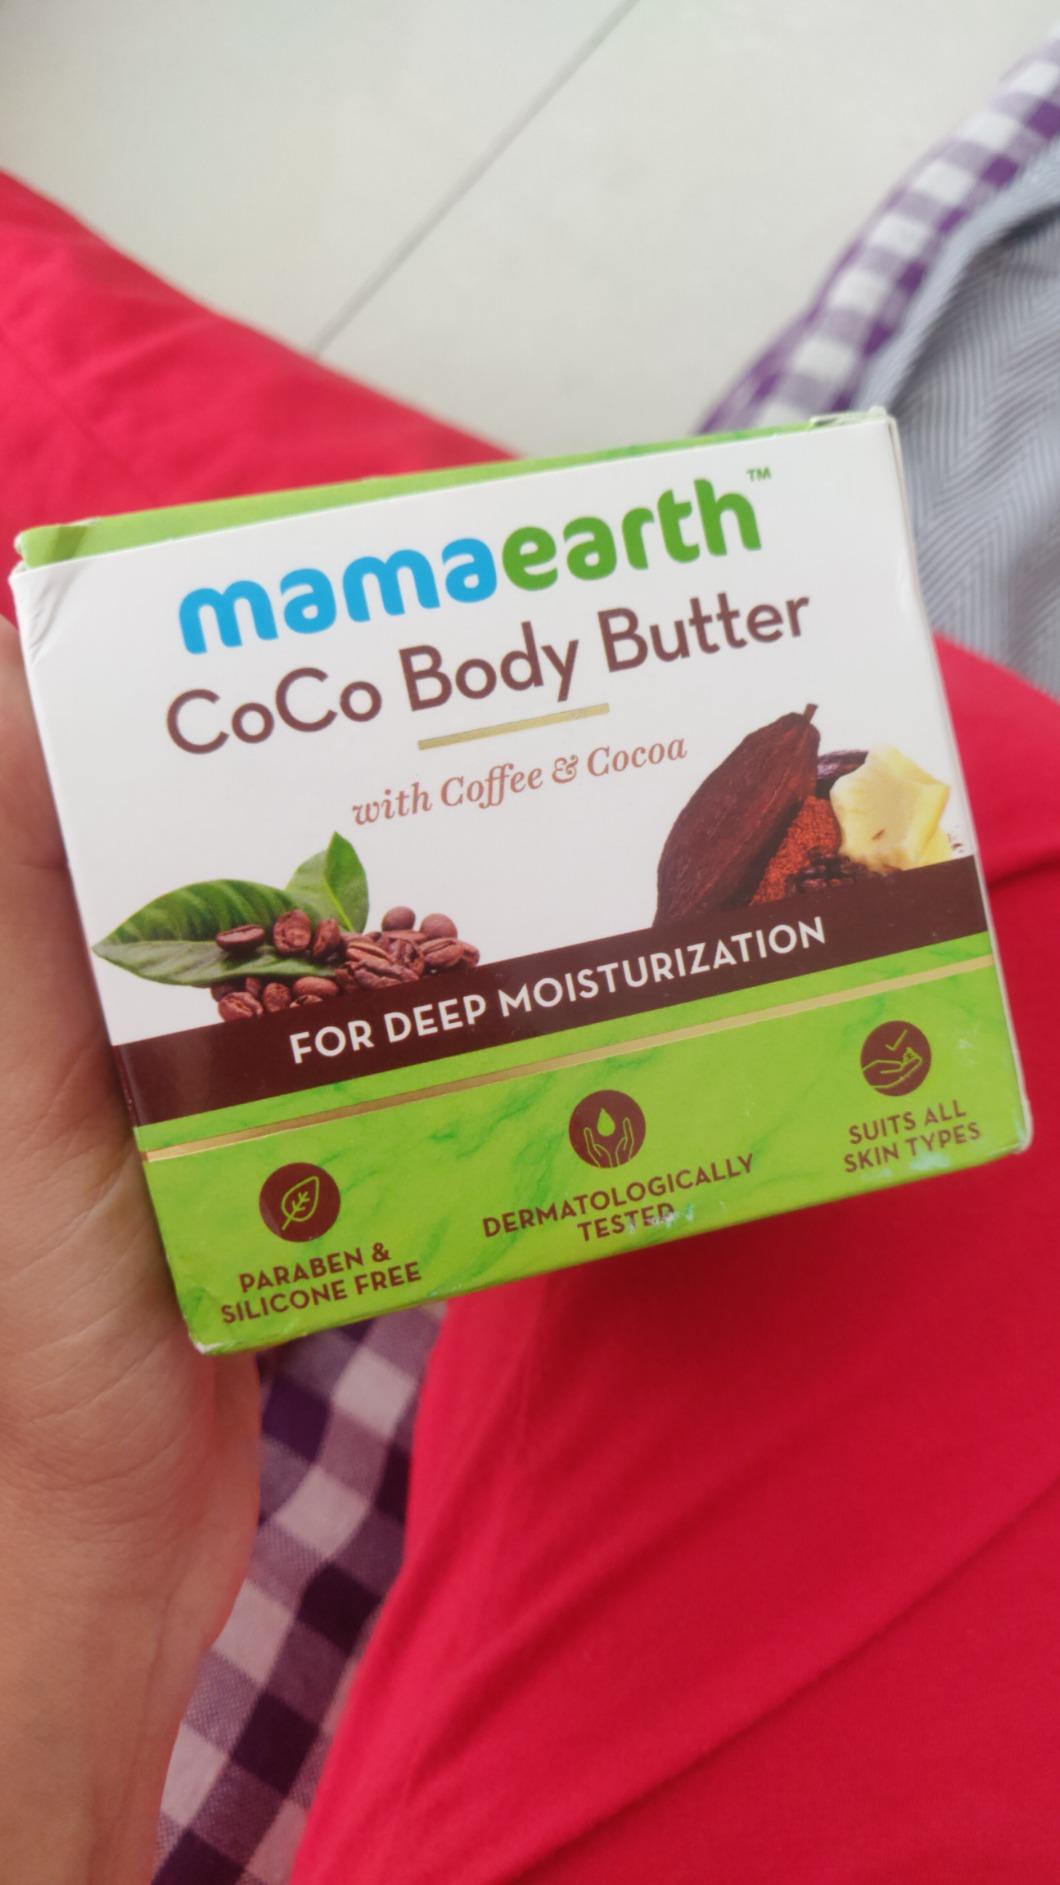 mamaearth™
CoCo Body Butter
with Coffee & Cocoa
FOR DEEP MOISTURIZATION
PARABEN &
SILICONE FREE
DERMATOLOGICALLY
TESTED
SUITS ALL
SKIN TYPES